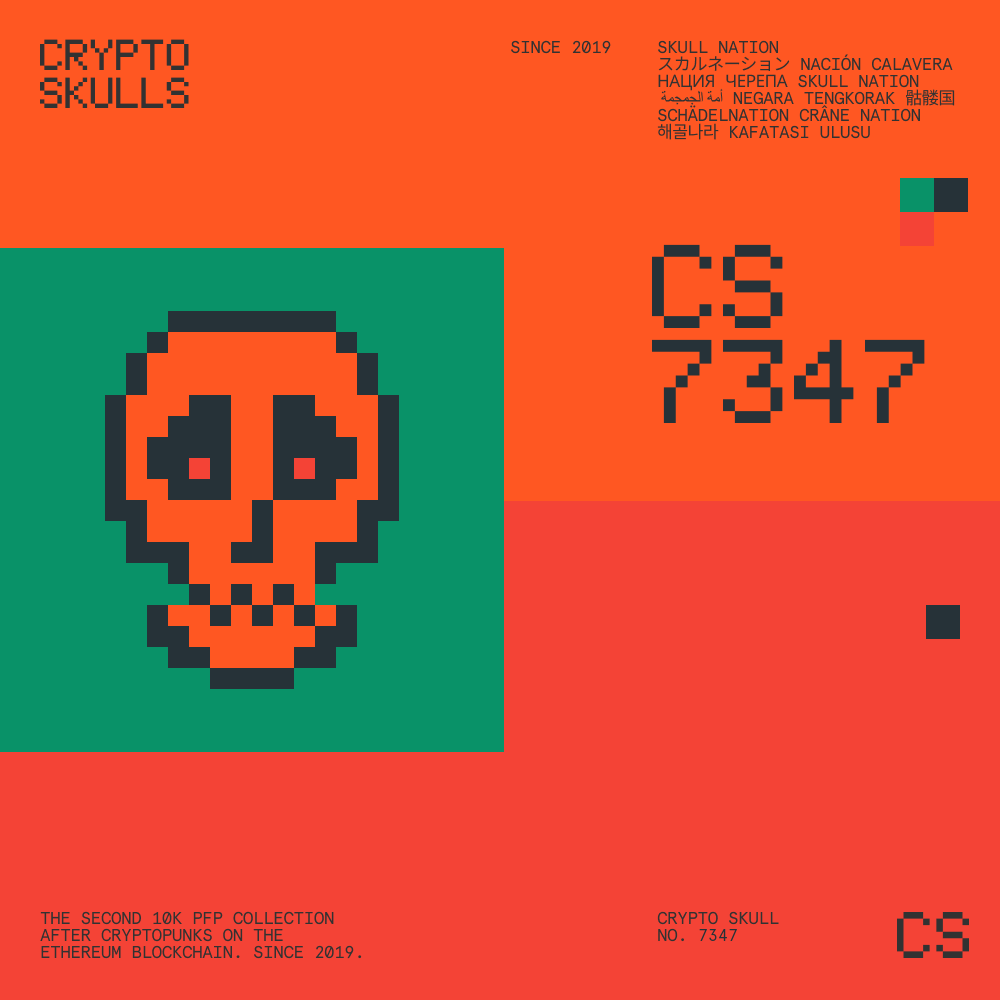 CRYPTO
SKULLS
SINCE 2019
SKULL NATION
スカルネーション NACIÓN CALAVERA
НАЦИЯ ЧЕРЕПА SKULL NATION
أمة الجمجمة NEGARA TENGKORAK 骷髅国
SCHÄDELNATION CRÂNE NATION
해골나라 KAFATASI ULUSU
CS
7347
THE SECOND 10K PFP COLLECTION
AFTER CRYPTOPUNKS ON THE
ETHEREUM BLOCKCHAIN. SINCE 2019.
CRYPTO SKULL
NO. 7347
CS